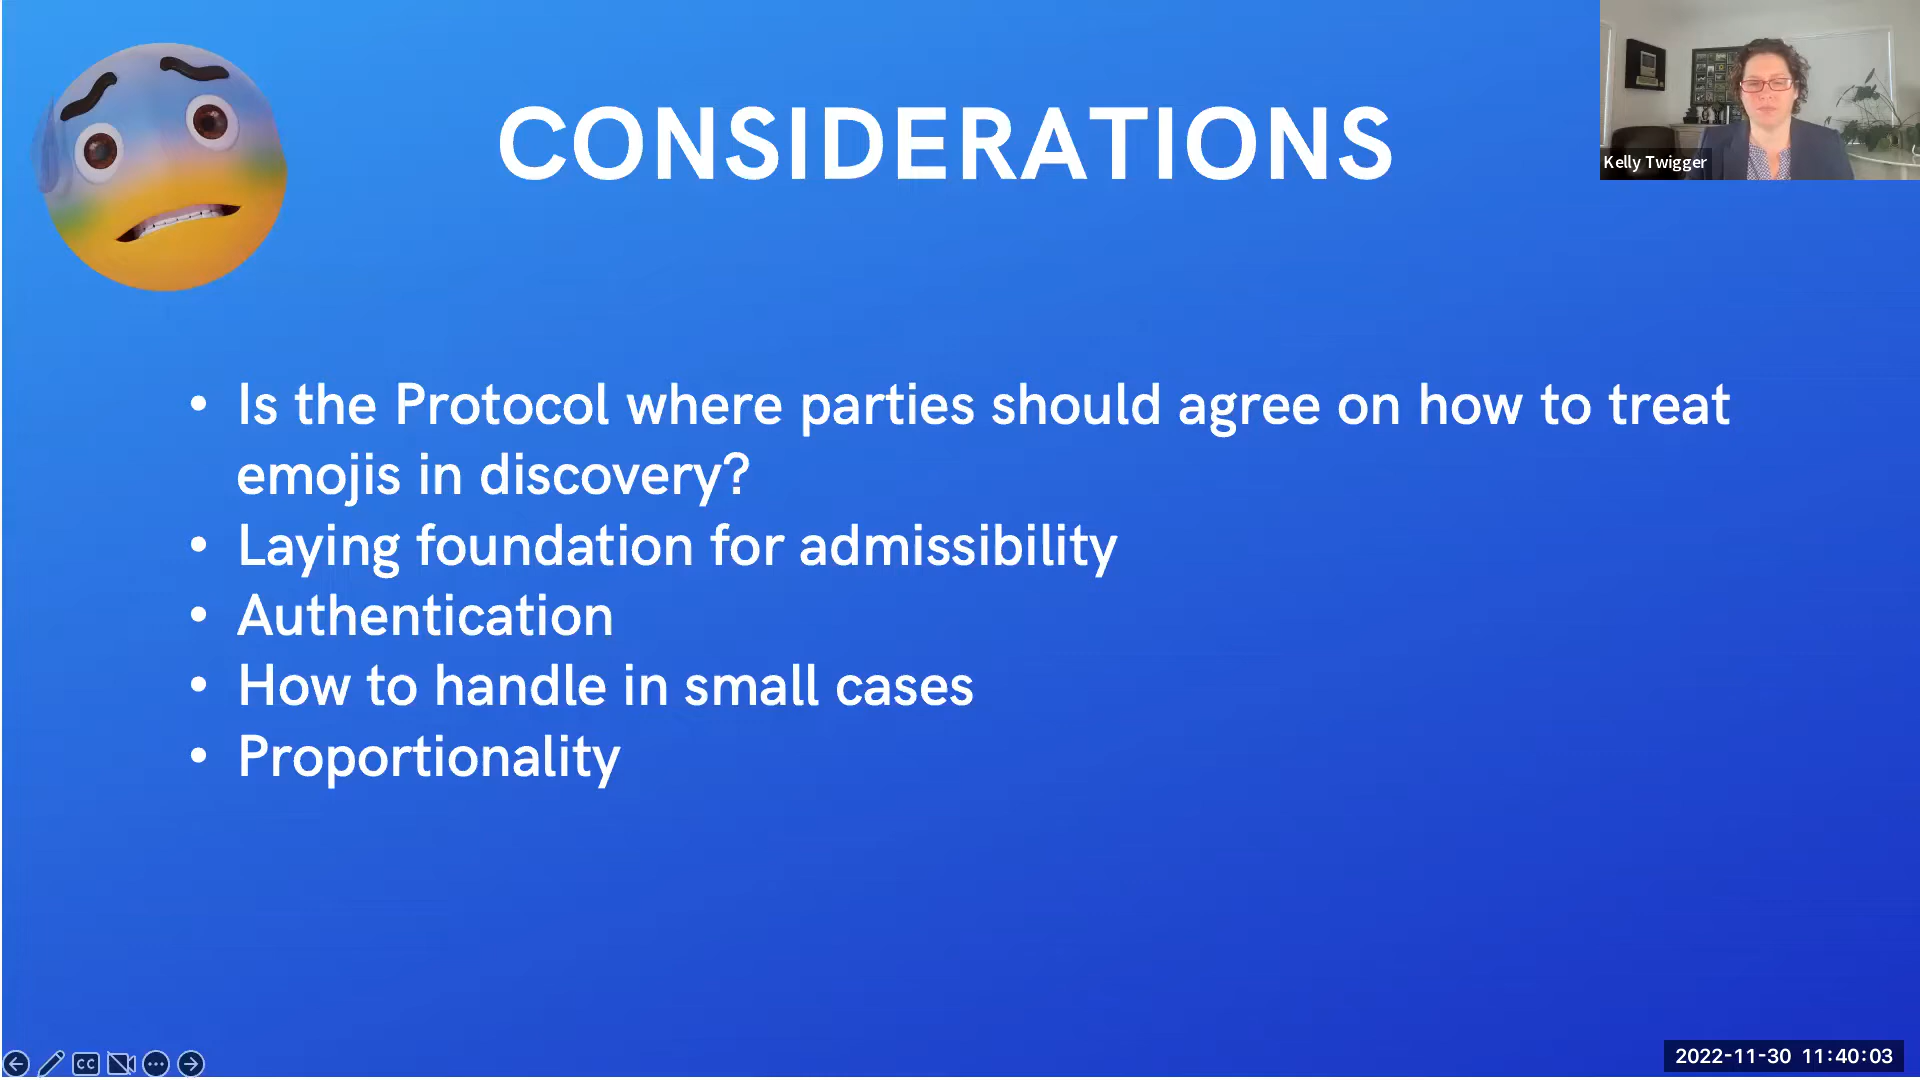 CONSIDERATIONS
Kelly Twigger
• Is the Protocol where parties should agree on how to treat
emojis in discovery?
• Laying foundation for admissibility
• Authentication
• How to handle in small cases
• Proportionality
CC
2022-11-30 11:40:03